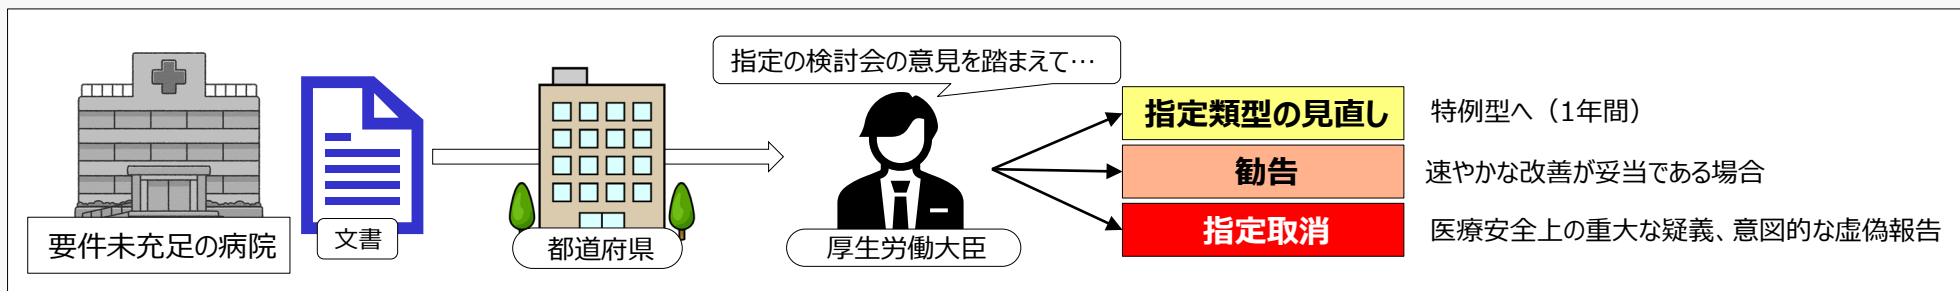 指定の検討会の意見を踏まえて…
要件未充足の病院
文書
都道府県
厚生労働大臣
指定類型の見直し
特例型へ（1年間）
勧告
速やかな改善が妥当である場合
指定取消
医療安全上の重大な疑義、意図的な虚偽報告